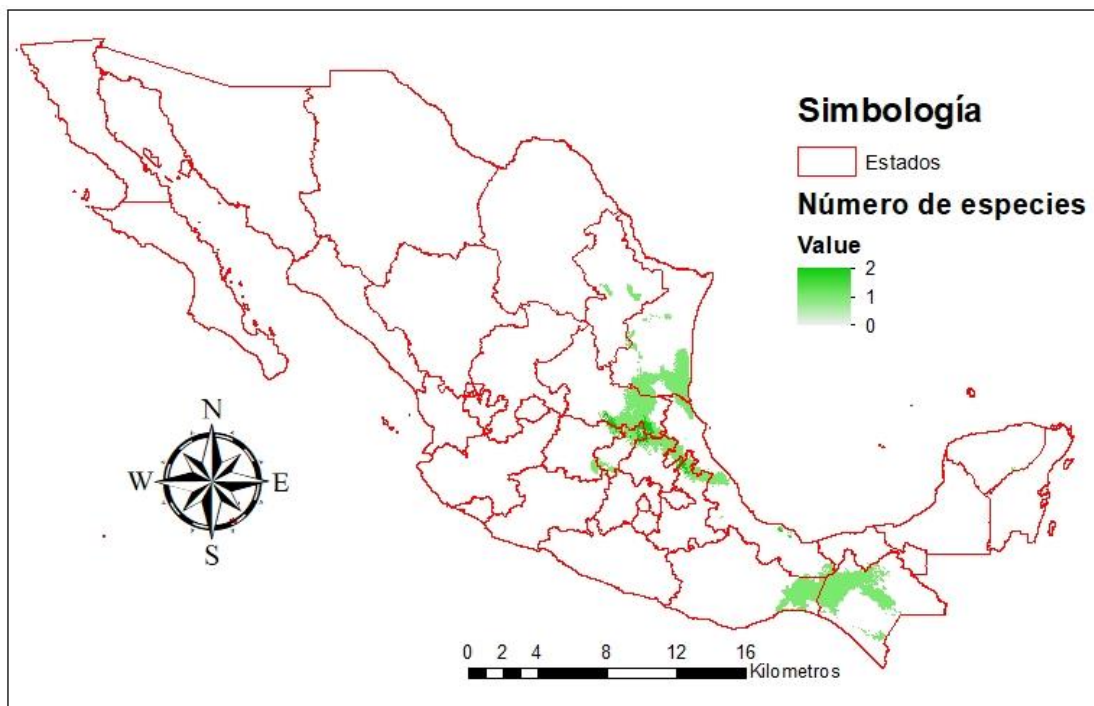 Simbología
Estados
Número de especies
Value
2
1
0
N
W E
S
0 2 4 8 12 16
Kilometros